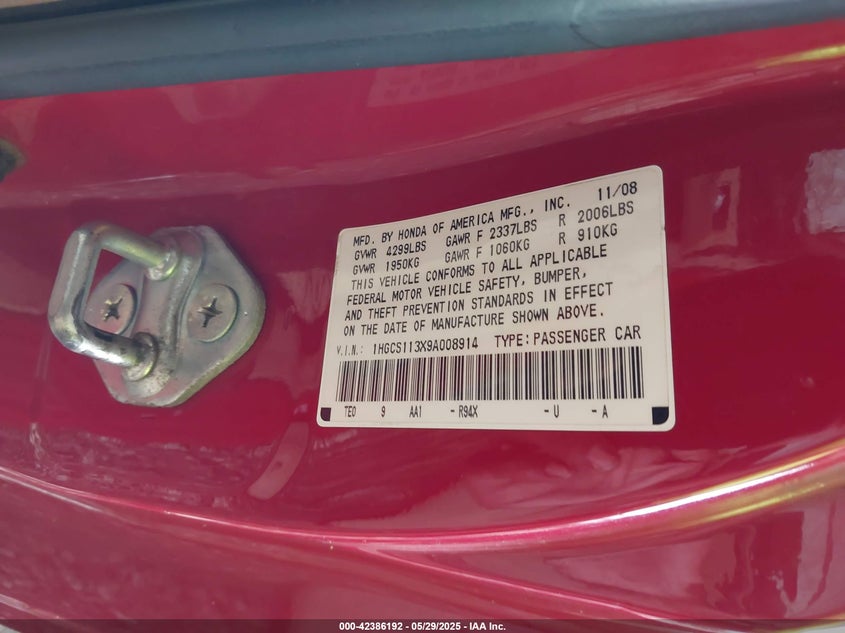 MFD. BY HONDA OF AMERICA MFG., INC. 11/08
GVWR 4299LBS GAWR F 2337LBS R 2006LBS
GVWR 1950KG GAWR F 1060KG R 910KG
THIS VEHICLE CONFORMS TO ALL APPLICABLE
FEDERAL MOTOR VEHICLE SAFETY, BUMPER,
AND THEFT PREVENTION STANDARDS IN EFFECT
ON THE DATE OF MANUFACTURE SHOWN ABOVE.
V.I.N.: 1HGCS113X9A008914 TYPE: PASSENGER CAR
TE0 9 AA1 - R94X - U - A
000-42386192 - 05/29/2025 - IAA Inc.